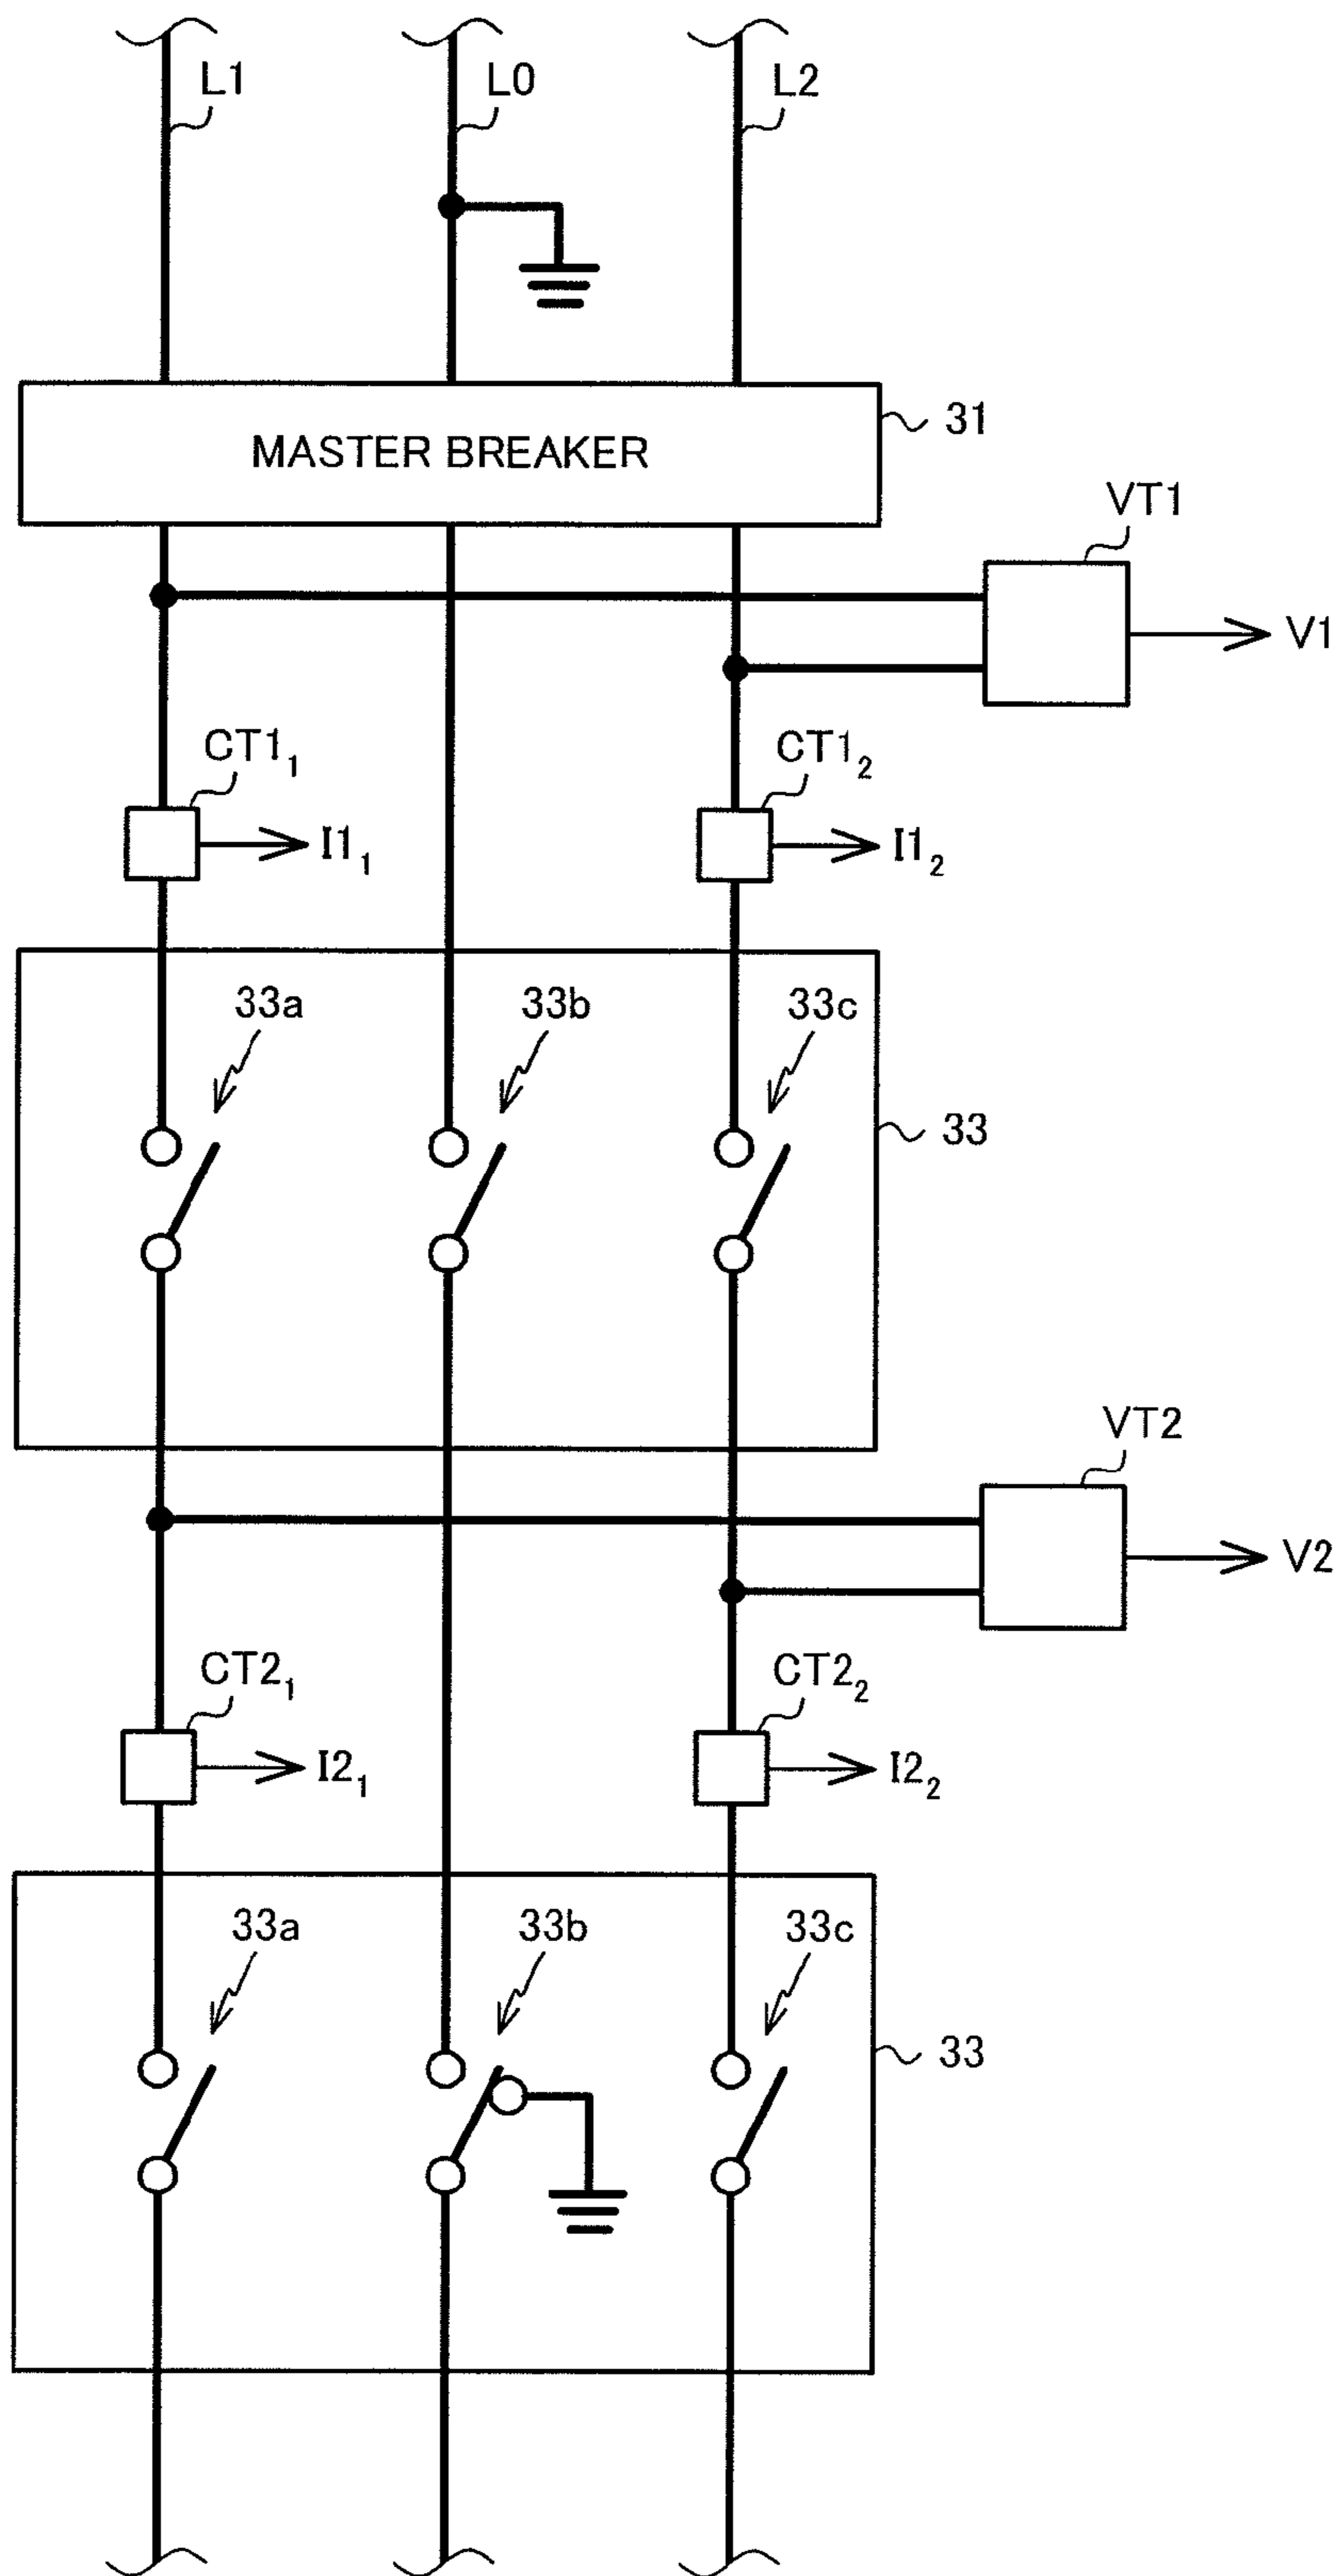 L1
L0
L2
MASTER BREAKER
31
VT1
V1
CT1₁
CT1₂
I1₁
I1₂
33a
33b
33c
33
VT2
V2
CT2₁
CT2₂
I2₁
I2₂
33a
33b
33c
33